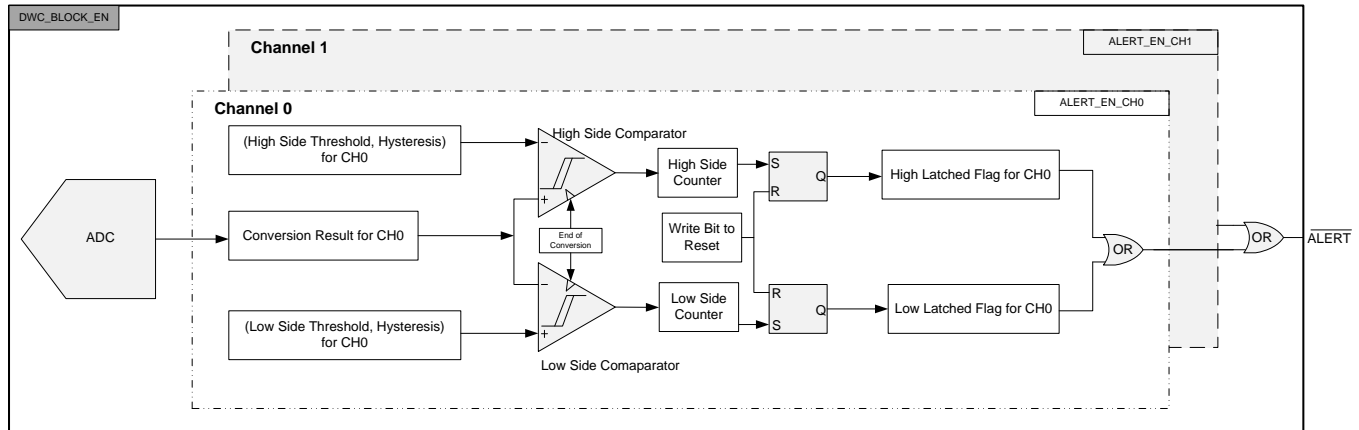 DWC_BLOCK_EN
Channel 1
ALERT_EN_CH1
Channel 0
ALERT_EN_CH0
(High Side Threshold, Hysteresis)
for CH0
High Side Comparator
−
+
High Side
Counter
S
R
Q
High Latched Flag for CH0
ADC
Conversion Result for CH0
End of
Conversion
Write Bit to
Reset
OR
OR
ALERT
(Low Side Threshold, Hysteresis)
for CH0
−
+
Low Side
Counter
R
S
Q
Low Latched Flag for CH0
Low Side Comaparator